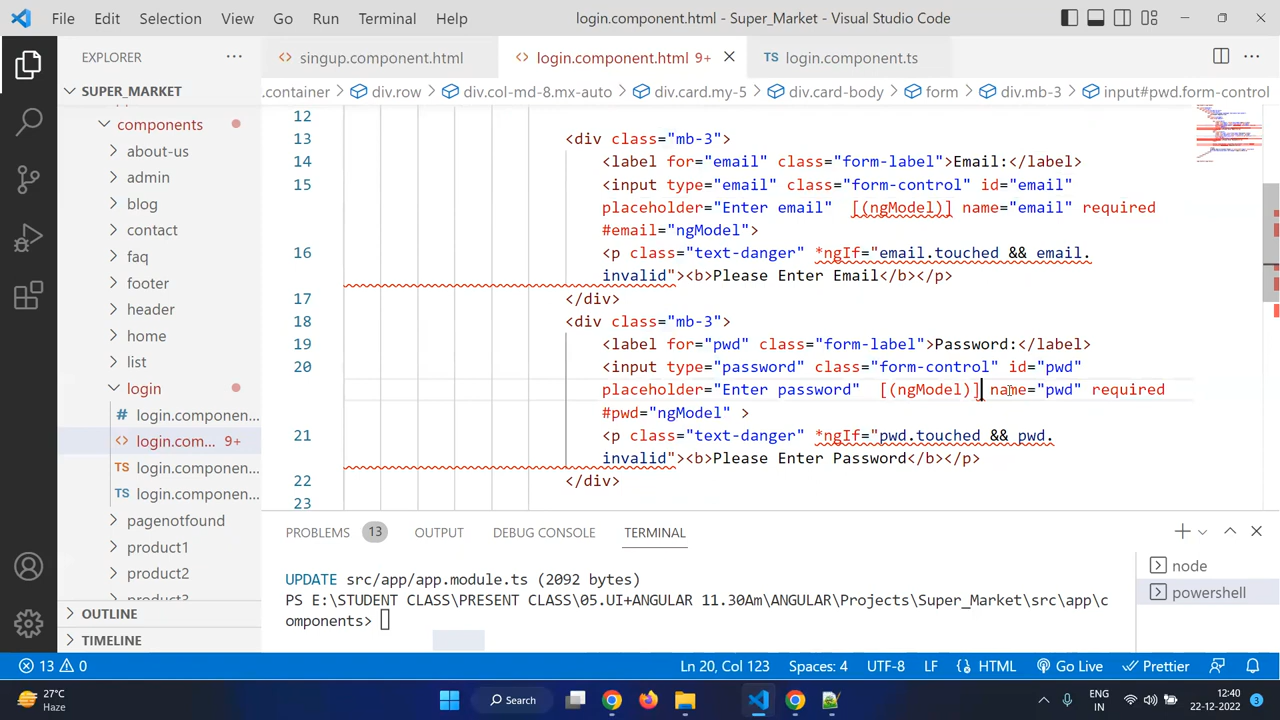 File Edit Selection View Go Run Terminal Help
login.component.html - Super_Market - Visual Studio Code
EXPLORER
singup.component.html
login.component.html 9+
TS login.component.ts
SUPER_MARKET
.container div.row div.col-md-8.mx-auto div.card.my-5 div.card-body form div.mb-3 input#pwd.form-control
components
about-us
admin
blog
contact
faq
footer
header
home
list
login
login.componen...
login.com... 9+
TS login.componen...
TS login.componen...
pagenotfound
product1
product2
OUTLINE
TIMELINE
12
13 <div class="mb-3">
14 <label for="email" class="form-label">Email:</label>
15 <input type="email" class="form-control" id="email"
placeholder="Enter email"  [(ngModel)] name="email" required
#email="ngModel">
16 <p class="text-danger" *ngIf="email.touched && email.
invalid"><b>Please Enter Email</b></p>
17 </div>
18 <div class="mb-3">
19 <label for="pwd" class="form-label">Password:</label>
20 <input type="password" class="form-control" id="pwd"
placeholder="Enter password"  [(ngModel)] name="pwd" required
#pwd="ngModel" >
21 <p class="text-danger" *ngIf="pwd.touched && pwd.
invalid"><b>Please Enter Password</b></p>
22 </div>
23
PROBLEMS 13 OUTPUT DEBUG CONSOLE TERMINAL
UPDATE src/app/app.module.ts (2092 bytes)
PS E:\STUDENT CLASS\PRESENT CLASS\05.UI+ANGULAR 11.30Am\ANGULAR\Projects\Super_Market\src\app\c
omponents>
node
powershell
13 0
Ln 20, Col 123 Spaces: 4 UTF-8 LF HTML Go Live Prettier
27°C
Haze
Search
ENG
IN
12:40
22-12-2022
3